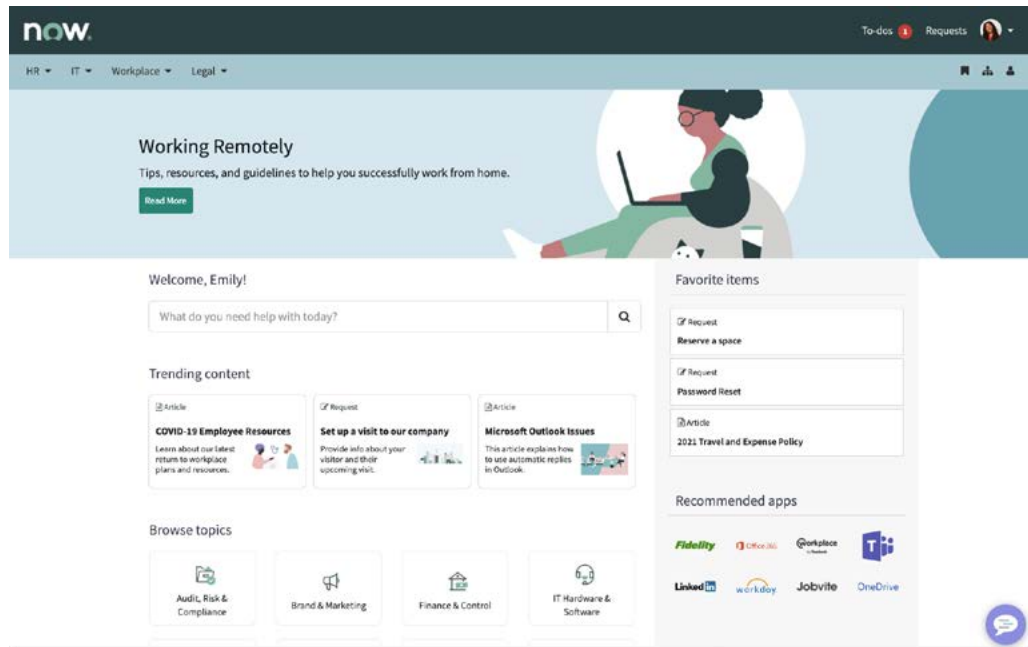 now.
To-dos 1 Requests
HR IT Workplace Legal
Working Remotely
Tips, resources, and guidelines to help you successfully work from home.
Read More
Welcome, Emily!
What do you need help with today?
Trending content
Article
COVID-19 Employee Resources
Learn about our latest
return to workplace
plans and resources.
Request
Set up a visit to our company
Provide info about your
visitor and their
upcoming visit.
Article
Microsoft Outlook Issues
This article explains how
to use automatic replies
in Outlook.
Browse topics
Audit, Risk &
Compliance
Brand & Marketing
Finance & Control
IT Hardware &
Software
Favorite items
Request
Reserve a space
Request
Password Reset
Article
2021 Travel and Expense Policy
Recommended apps
Fidelity Office 365 Workplace T
LinkedIn workday Jobvite OneDrive